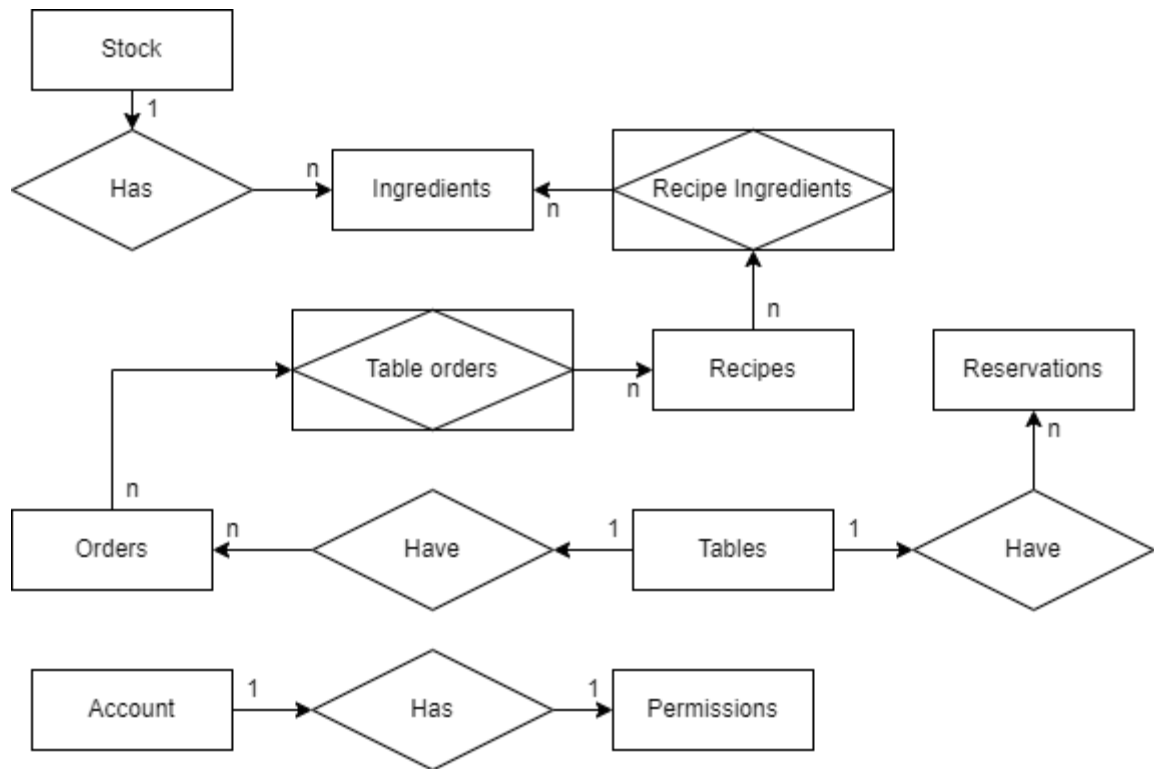 Stock
1
Has
n
Ingredients
n
Recipe Ingredients
n
Table orders
n
Recipes
Reservations
n
n
Orders
n
Have
1
Tables
1
Have
Account
1
Has
1
Permissions